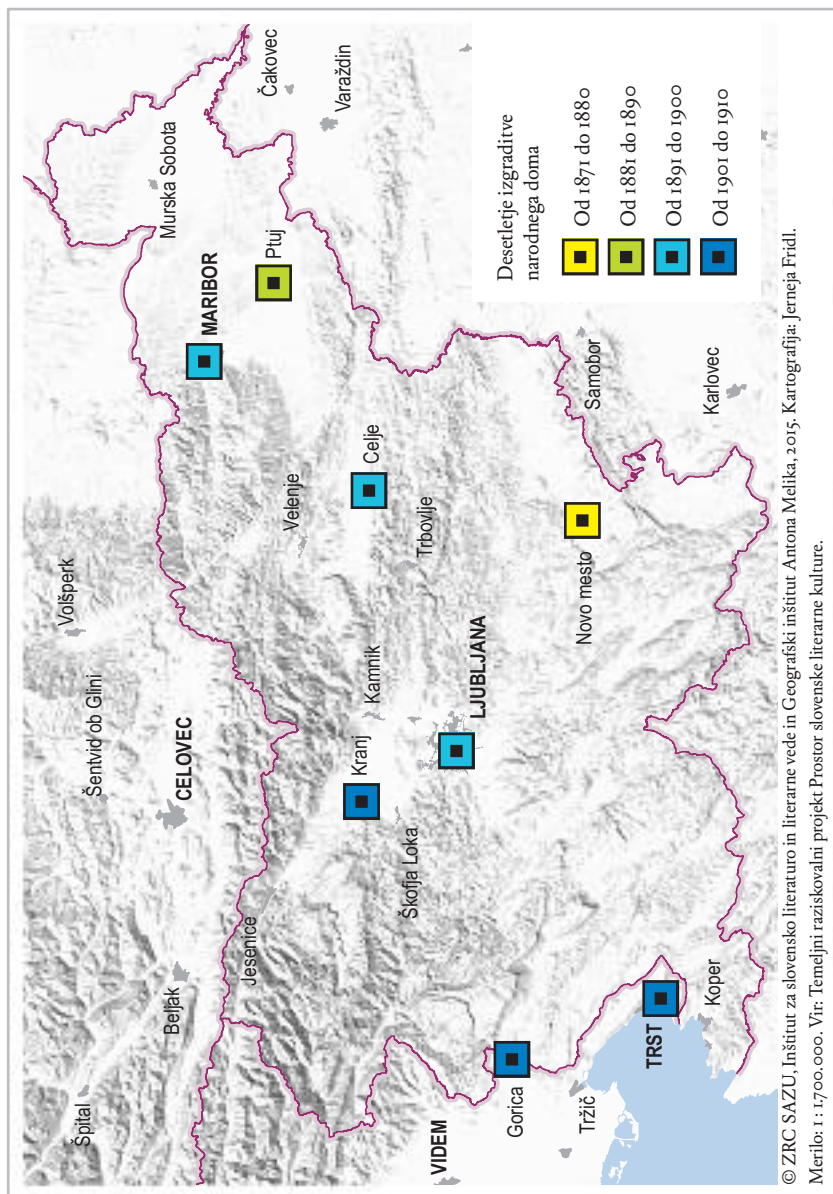 Špital
Šentvid ob Glini
Volšperk
Beljak
CELOVEC
Murska Sobota
Čakovec
Varaždin
MARIBOR
Ptuj
Jesenice
Velenje
Kranj
Kamnik
Celje
Škofja Loka
Trbovlje
LJUBLJANA
VIDEM
Gorica
Tržič
TRST
Koper
Novo mesto
Samobor
Karlovec
Desetletje izgraditve
narodnega doma
Od 1871 do 1880
Od 1881 do 1890
Od 1891 do 1900
Od 1901 do 1910
© ZRC SAZU, Inštitut za slovensko literaturo in literarne vede in Geografski inštitut Antona Melika, 2015. Kartografija: Jerneja Fridl.
Merilo: 1 : 1.700.000. Vir: Temeljni raziskovalni projekt Prostor slovenske literarne kulture.